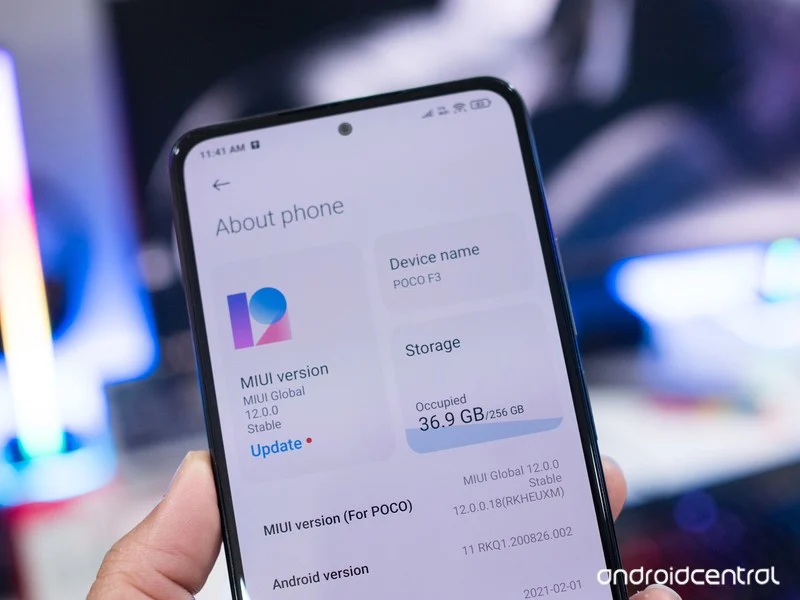 11:41 AM
About phone
Device name
POCO F3
MIUI version
MIUI Global
12.0.0
Stable
Update
Storage
Occupied
36.9 GB/256 GB
MIUI version (For POCO)
MIUI Global 12.0.0
Stable
12.0.0.18(RKHEUXM)
Android version
11 RKQ1.200826.002
2021-02-01
androidcentral